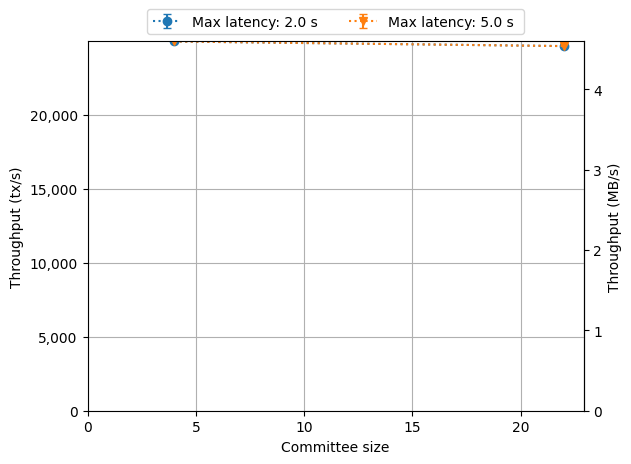 Max latency: 2.0 s Max latency: 5.0 s
Throughput (tx/s)
20,000
15,000
10,000
5,000
0
0 5 10 15 20
Committee size
4
3
2
1
0
Throughput (MB/s)